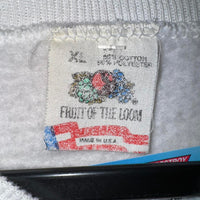 XL
50% COTTON
50% POLYESTER
FRUIT OF THE LOOM
MADE IN U.S.A.